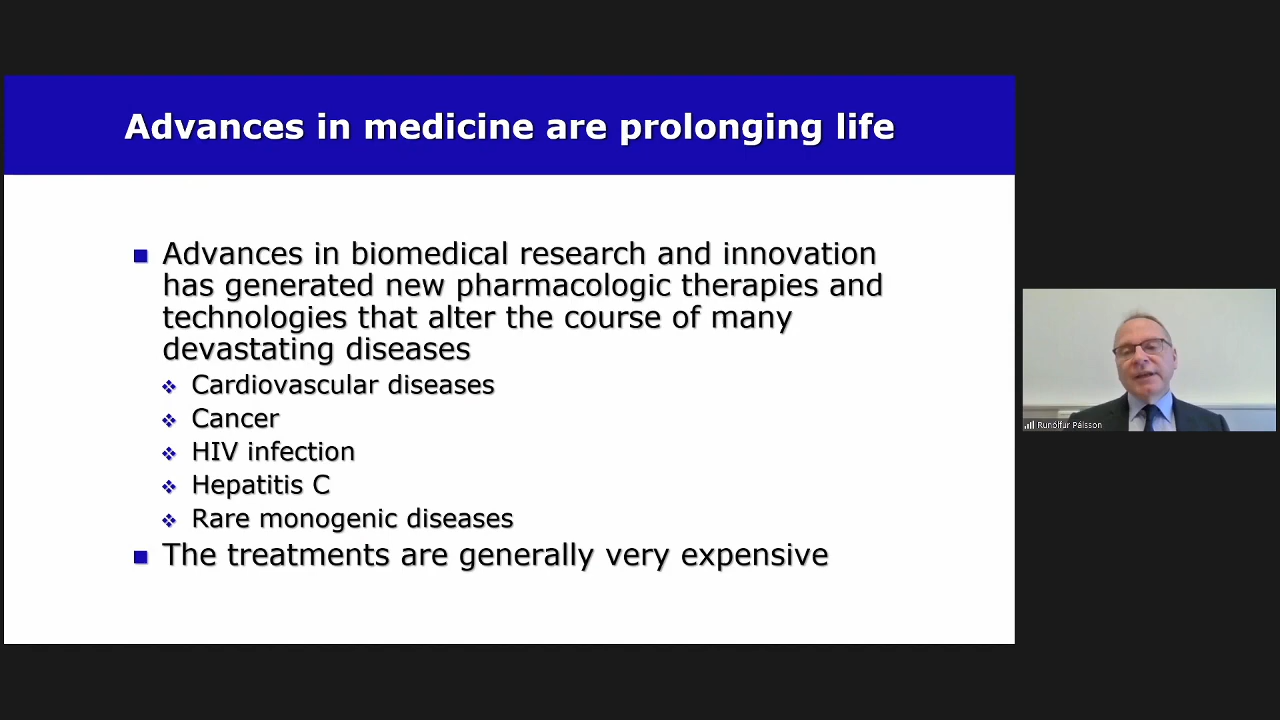 Advances in medicine are prolonging life
Advances in biomedical research and innovation
has generated new pharmacologic therapies and
technologies that alter the course of many
devastating diseases
Cardiovascular diseases
Cancer
HIV infection
Hepatitis C
Rare monogenic diseases
The treatments are generally very expensive
Runólfur Pálsson